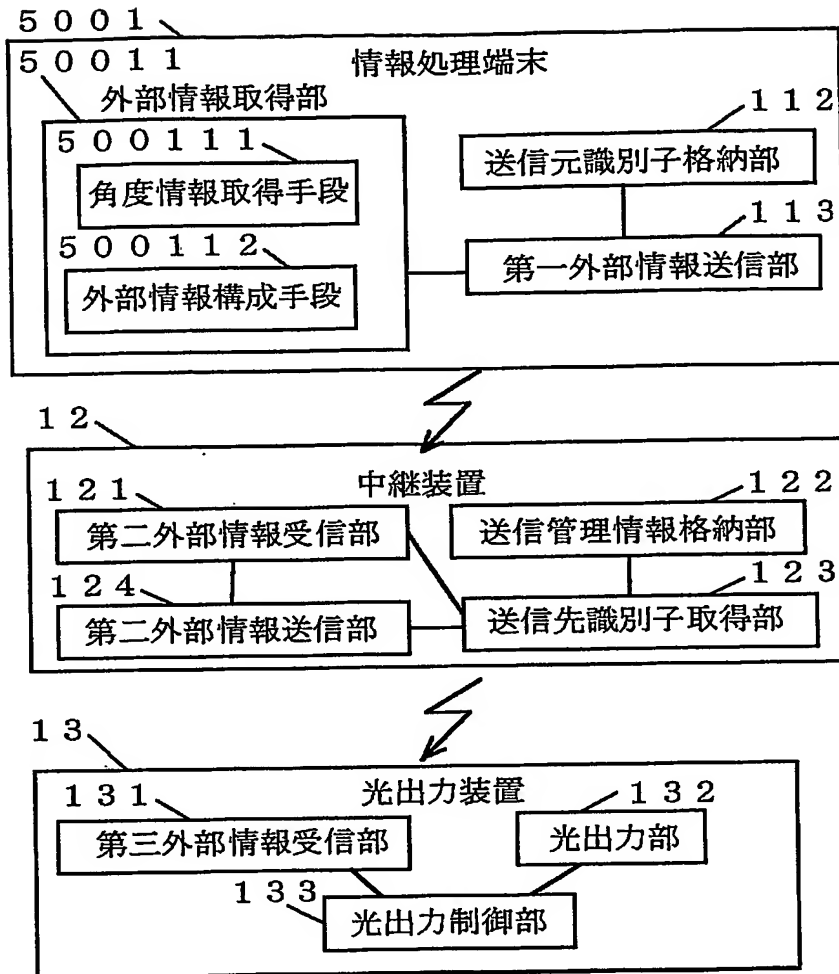 5001
50011
情報処理端末
外部情報取得部
500111
角度情報取得手段
500112
外部情報構成手段
112
送信元識別子格納部
113
第一外部情報送信部
12
中継装置
121
第二外部情報受信部
122
送信管理情報格納部
124
第二外部情報送信部
123
送信先識別子取得部
13
光出力装置
131
第三外部情報受信部
132
光出力部
133
光出力制御部